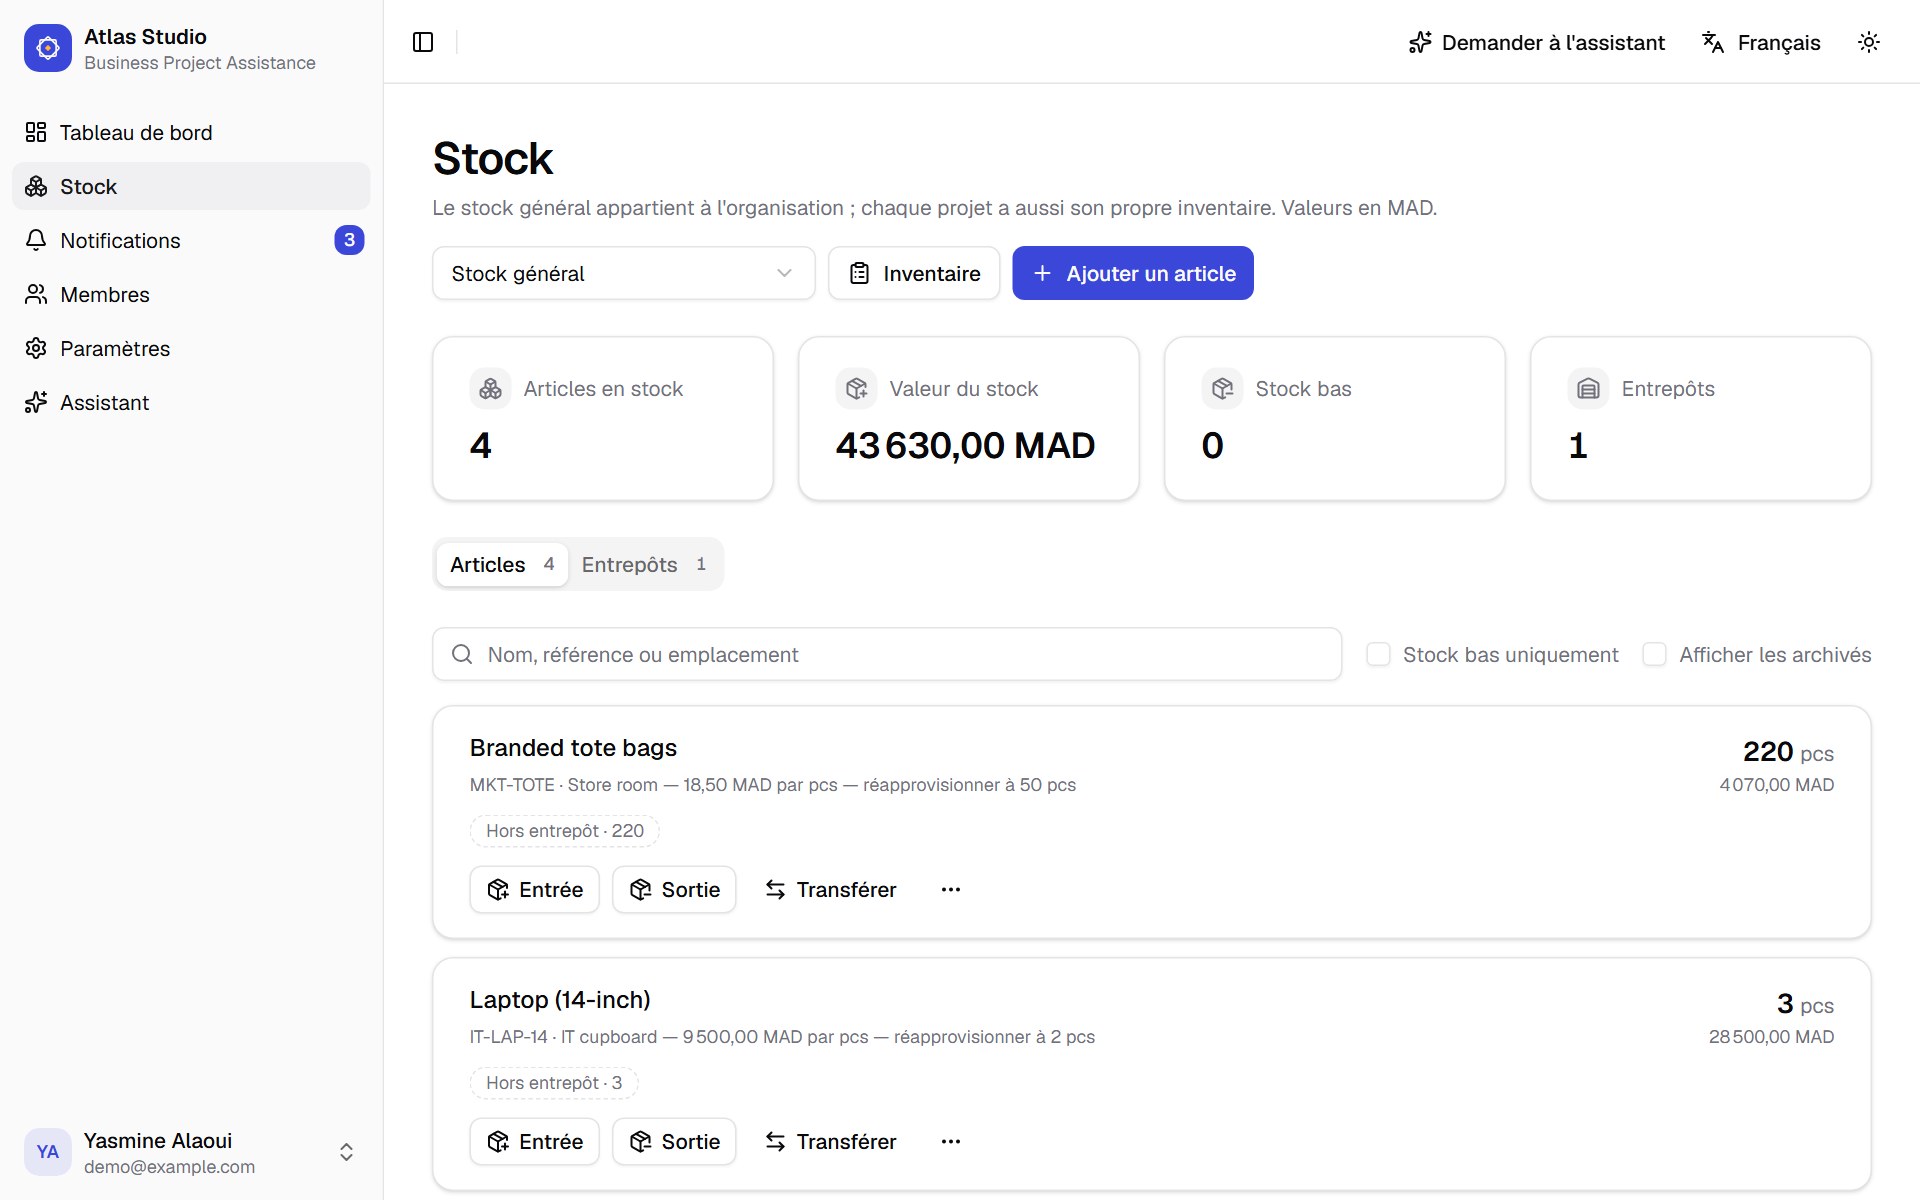 Atlas Studio
Business Project Assistance
Tableau de bord
Stock
Notifications 3
Membres
Paramètres
Assistant
YA
Yasmine Alaoui
demo@example.com
Demander à l'assistant
Français
Stock
Le stock général appartient à l'organisation ; chaque projet a aussi son propre inventaire. Valeurs en MAD.
Stock général
Inventaire
Ajouter un article
Articles en stock
4
Valeur du stock
43 630,00 MAD
Stock bas
0
Entrepôts
1
Articles 4
Entrepôts 1
Nom, référence ou emplacement
Stock bas uniquement
Afficher les archivés
Branded tote bags
220 pcs
MKT-TOTE · Store room — 18,50 MAD par pcs — réapprovisionner à 50 pcs
4 070,00 MAD
Hors entrepôt · 220
Entrée
Sortie
Transférer
Laptop (14-inch)
3 pcs
IT-LAP-14 · IT cupboard — 9 500,00 MAD par pcs — réapprovisionner à 2 pcs
28 500,00 MAD
Hors entrepôt · 3
Entrée
Sortie
Transférer